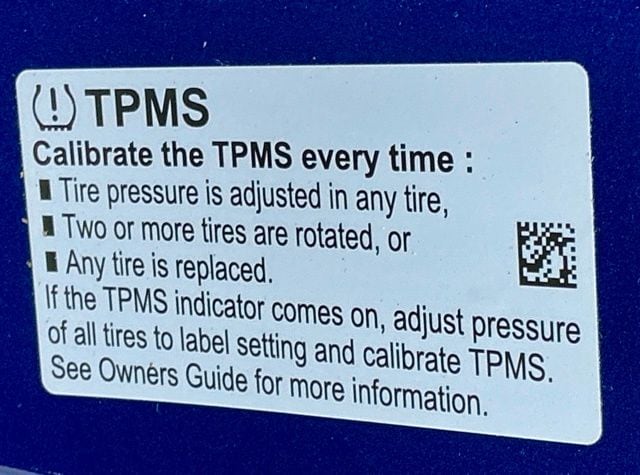 TPMS
Calibrate the TPMS every time :
Tire pressure is adjusted in any tire,
Two or more tires are rotated, or
Any tire is replaced.
If the TPMS indicator comes on, adjust pressure
of all tires to label setting and calibrate TPMS.
See Owners Guide for more information.